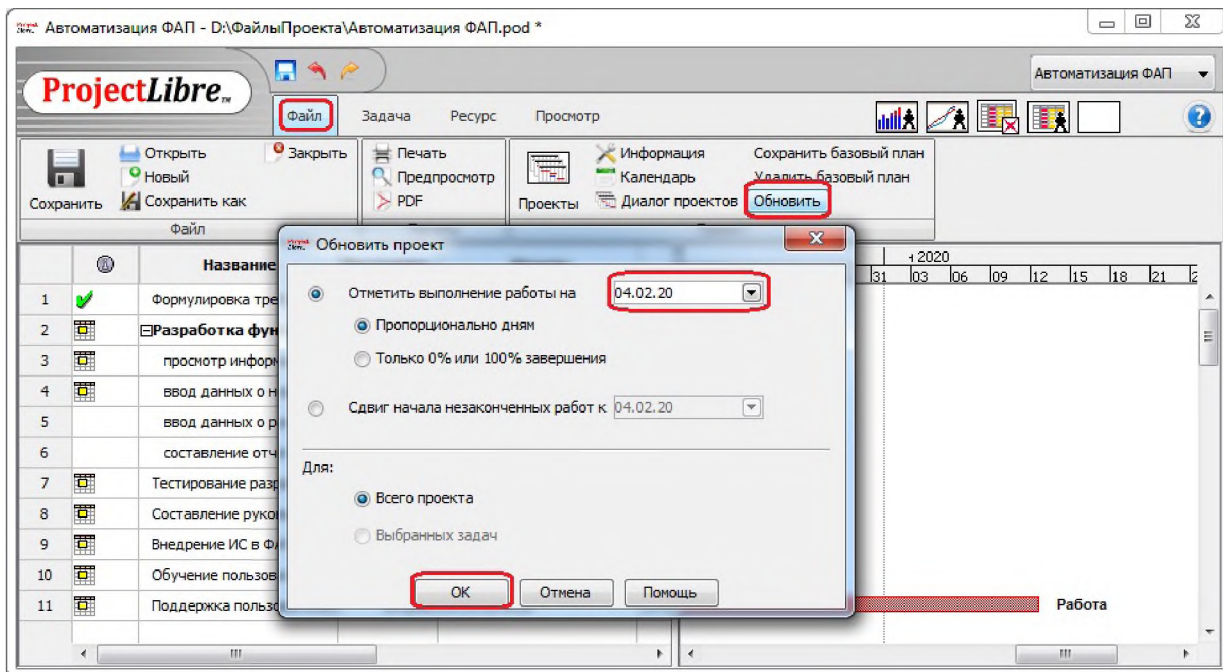 Автоматизация ФАП - D:\ФайлыПроекта\Автоматизация ФАП.pod *
ProjectLibre™
Автоматизация ФАП
Файл Задача Ресурс Просмотр
Сохранить
Открыть
Новый
Сохранить как
Закрыть
Файл
Печать
Предпросмотр
PDF
Проекты
Информация
Календарь
Диалог проектов
Сохранить базовый план
Удалить базовый план
Обновить
Название
2020
31 03 06 09 12 15 18 21
1 Формулировка тре
2 Разработка фун
3 просмотр информ
4 ввод данных о н
5 ввод данных о р
6 составление отч
7 Тестирование разр
8 Составление руко
9 Внедрение ИС в ФА
10 Обучение пользов
11 Поддержка пользо
Работа
Обновить проект
Отметить выполнение работы на 04.02.20
Пропорционально дням
Только 0% или 100% завершения
Сдвиг начала незаконченных работ к 04.02.20
Для:
Всего проекта
Выбранных задач
OK Отмена Помощь